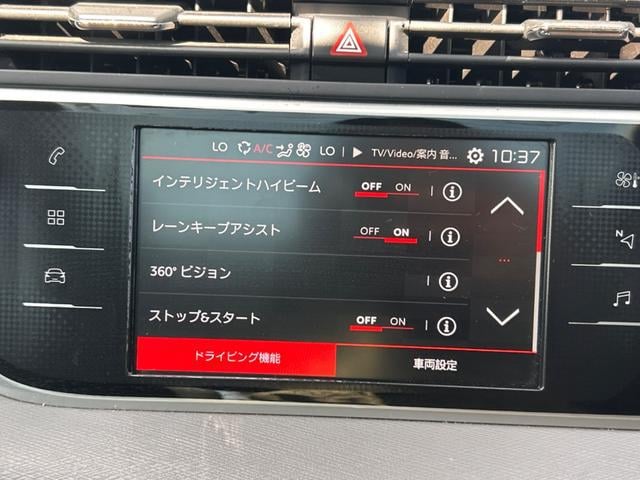 LO A/C LO TV/Video/案内 音... 10:37
インテリジェントハイビーム OFF ON
レーンキープアシスト OFF ON
360° ビジョン
ストップ&スタート OFF ON
ドライビング機能 車両設定
N